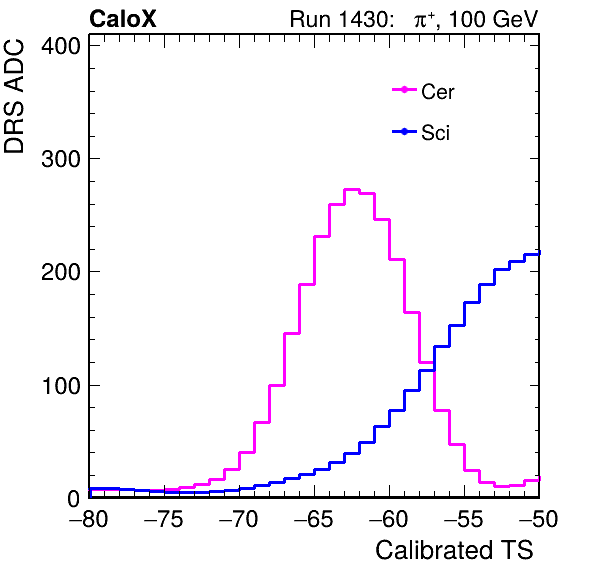 CaloX Run 1430: π⁺, 100 GeV
DRS ADC
400
300
200
100
0
Cer
Sci
−80 −75 −70 −65 −60 −55 −50
Calibrated TS